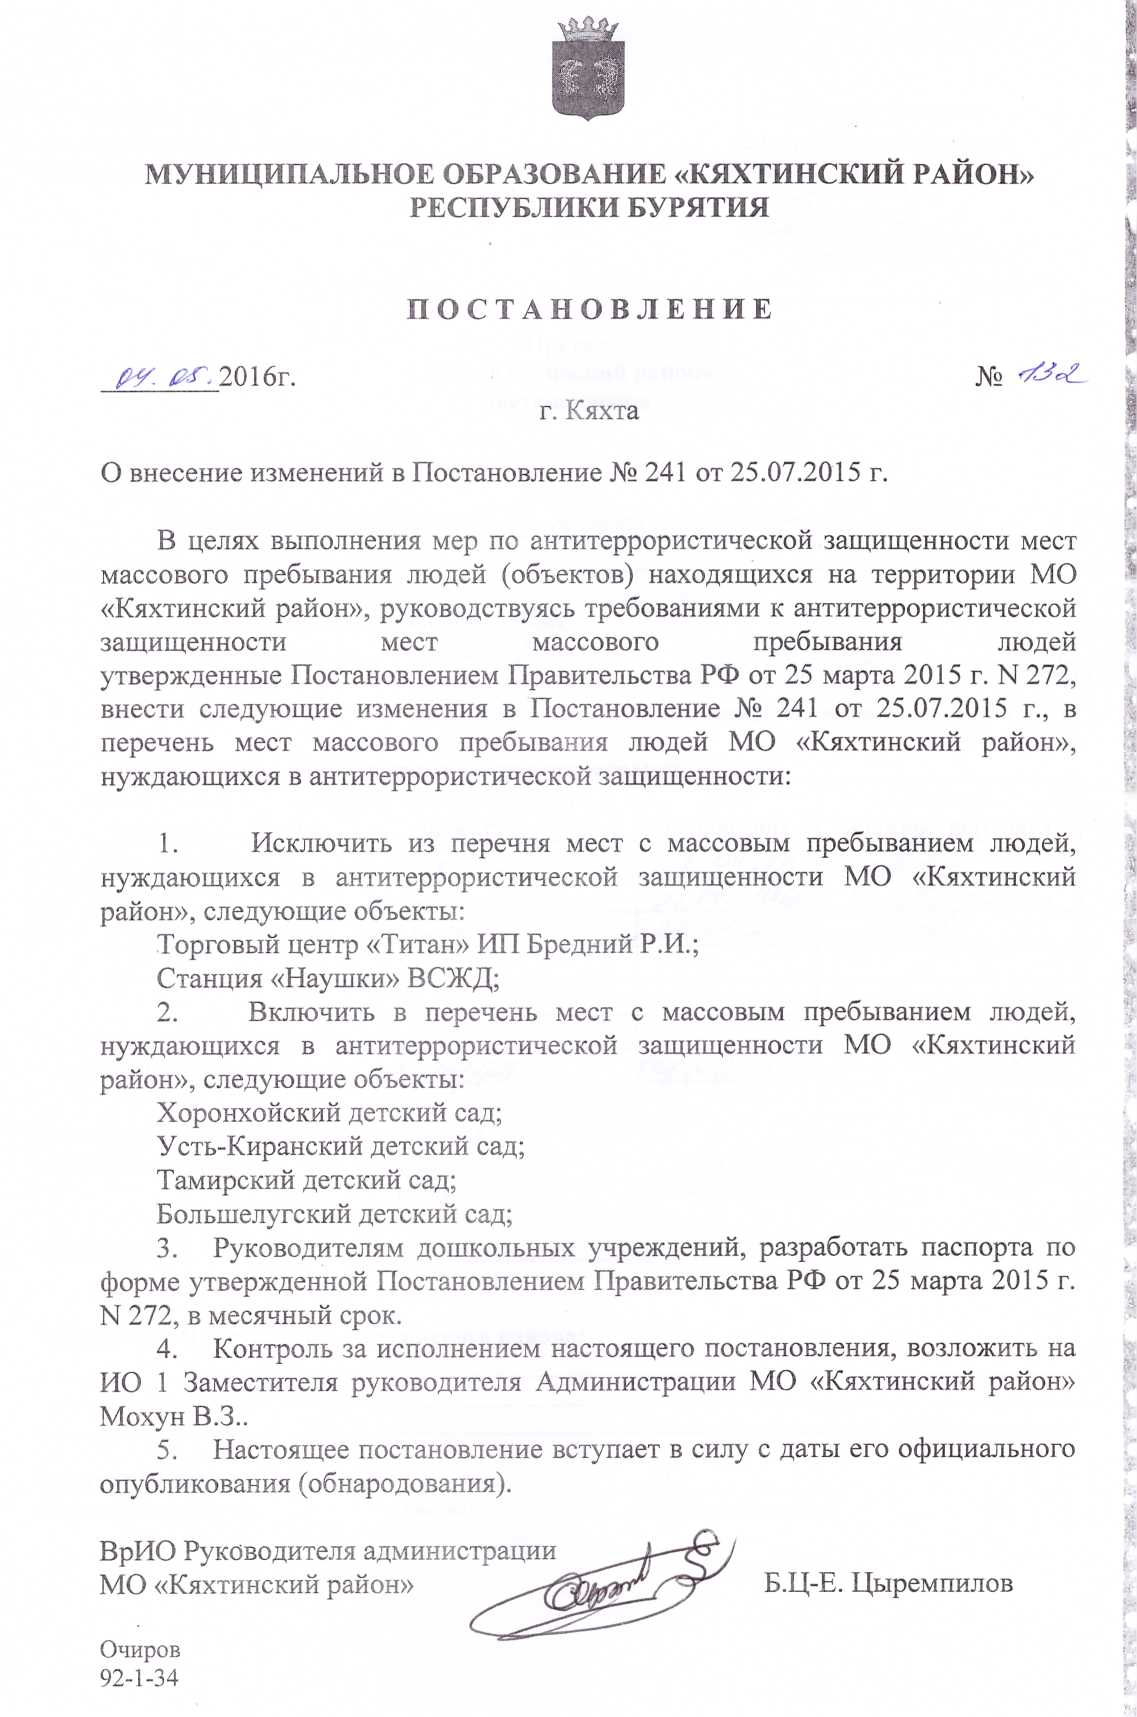 МУНИЦИПАЛЬНОЕ ОБРАЗОВАНИЕ «КЯХТИНСКИЙ РАЙОН»
РЕСПУБЛИКИ БУРЯТИЯ
П О С Т А Н О В Л Е Н И Е
04. 05. 2016г. № 132
г. Кяхта
О внесение изменений в Постановление № 241 от 25.07.2015 г.
В целях выполнения мер по антитеррористической защищенности мест
массового пребывания людей (объектов) находящихся на территории МО
«Кяхтинский район», руководствуясь требованиями к антитеррористической
защищенности мест массового пребывания людей
утвержденные Постановлением Правительства РФ от 25 марта 2015 г. N 272,
внести следующие изменения в Постановление № 241 от 25.07.2015 г., в
перечень мест массового пребывания людей МО «Кяхтинский район»,
нуждающихся в антитеррористической защищенности:
1. Исключить из перечня мест с массовым пребыванием людей,
нуждающихся в антитеррористической защищенности МО «Кяхтинский
район», следующие объекты:
Торговый центр «Титан» ИП Бредний Р.И.;
Станция «Наушки» ВСЖД;
2. Включить в перечень мест с массовым пребыванием людей,
нуждающихся в антитеррористической защищенности МО «Кяхтинский
район», следующие объекты:
Хоронхойский детский сад;
Усть-Киранский детский сад;
Тамирский детский сад;
Большелугский детский сад;
3. Руководителям дошкольных учреждений, разработать паспорта по
форме утвержденной Постановлением Правительства РФ от 25 марта 2015 г.
N 272, в месячный срок.
4. Контроль за исполнением настоящего постановления, возложить на
ИО 1 Заместителя руководителя Администрации МО «Кяхтинский район»
Мохун В.З..
5. Настоящее постановление вступает в силу с даты его официального
опубликования (обнародования).
ВрИО Руководителя администрации
МО «Кяхтинский район» Б.Ц-Е. Цыремпилов
Очиров
92-1-34